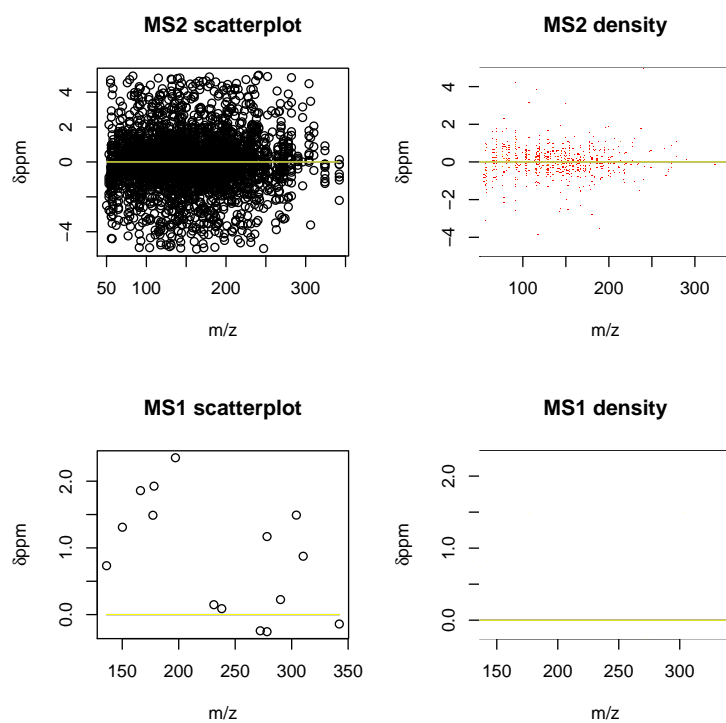 MS2 scatterplot
δppm
4
2
0
−4
50 100 200 300
m/z
MS2 density
δppm
4
2
0
−2
−4
100 150 200 250 300
m/z
MS1 scatterplot
δppm
2.0
1.0
0.0
150 200 250 300 350
m/z
MS1 density
δppm
2.0
1.0
0.0
150 200 250 300
m/z